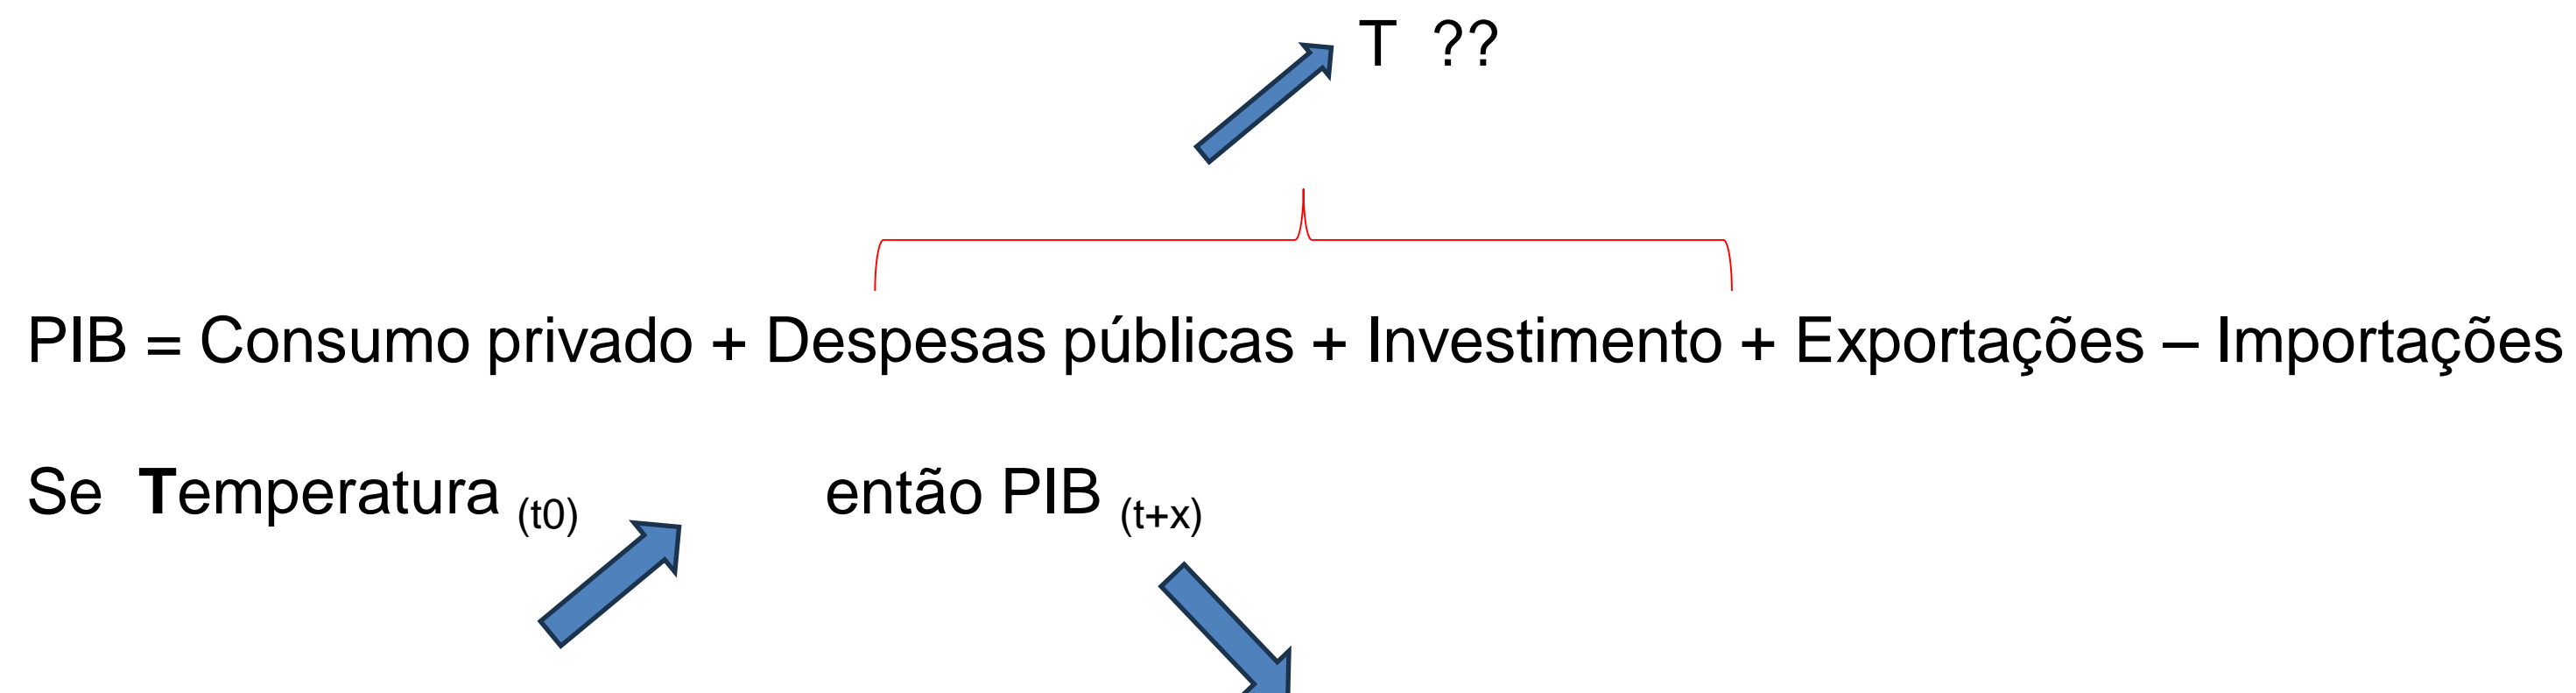 T ??
PIB = Consumo privado + Despesas públicas + Investimento + Exportações – Importações
Se Temperatura (t0) então PIB (t+x)